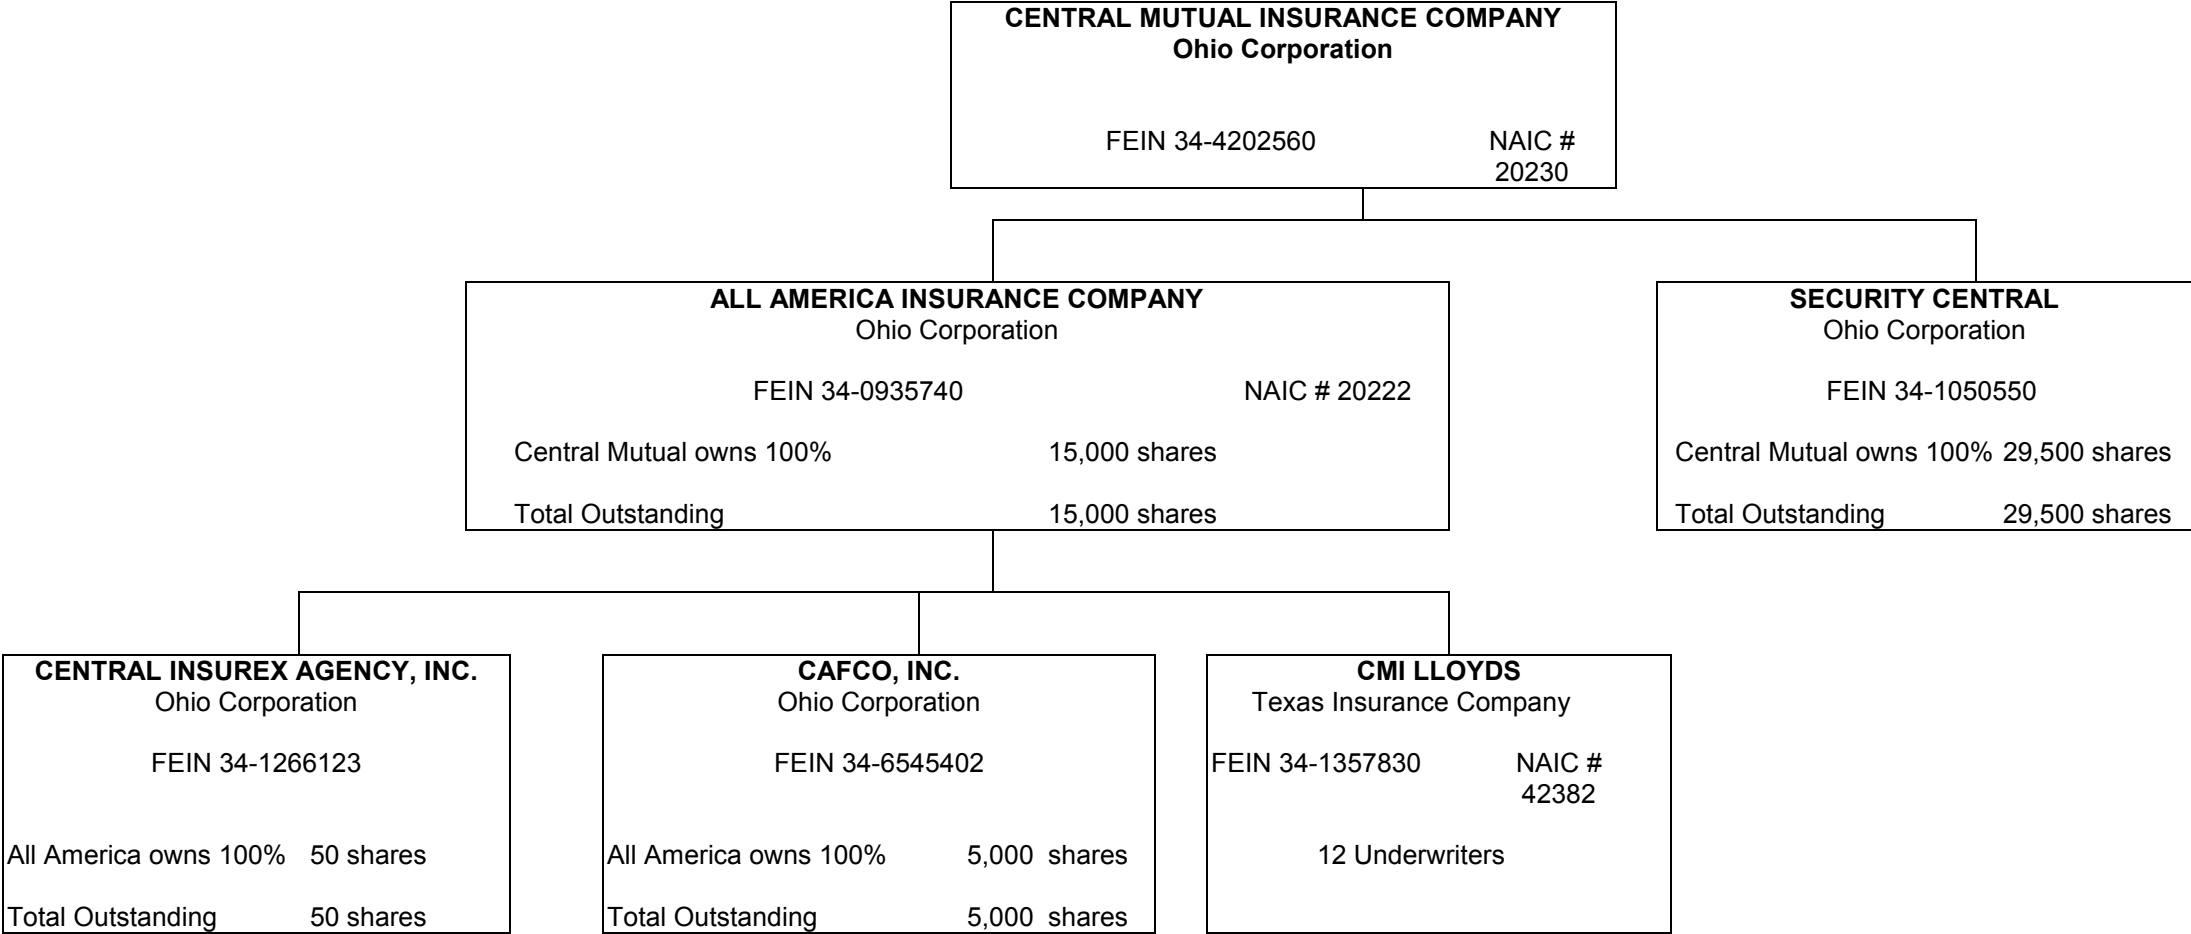 CENTRAL MUTUAL INSURANCE COMPANY
Ohio Corporation
FEIN 34-4202560 NAIC #
20230
ALL AMERICA INSURANCE COMPANY
Ohio Corporation
FEIN 34-0935740 NAIC # 20222
Central Mutual owns 100% 15,000 shares
Total Outstanding 15,000 shares
SECURITY CENTRAL
Ohio Corporation
FEIN 34-1050550
Central Mutual owns 100% 29,500 shares
Total Outstanding 29,500 shares
CENTRAL INSUREX AGENCY, INC.
Ohio Corporation
FEIN 34-1266123
All America owns 100% 50 shares
Total Outstanding 50 shares
CAFCO, INC.
Ohio Corporation
FEIN 34-6545402
All America owns 100% 5,000 shares
Total Outstanding 5,000 shares
CMI LLOYDS
Texas Insurance Company
FEIN 34-1357830 NAIC #
42382
12 Underwriters